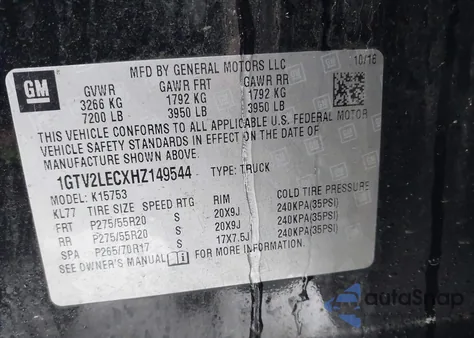 GM
MFD BY GENERAL MOTORS LLC 10/16
GVWR GAWR FRT GAWR RR
3266 KG 1792 KG 1792 KG
7200 LB 3950 LB 3950 LB
THIS VEHICLE CONFORMS TO ALL APPLICABLE U.S. FEDERAL MOTOR
VEHICLE SAFETY STANDARDS IN EFFECT ON THE DATE OF
MANUFACTURE SHOWN ABOVE.
1GTV2LECXHZ149544 TYPE: TRUCK
MODEL: K15753
KL77 TIRE SIZE SPEED RTG RIM COLD TIRE PRESSURE
FRT P275/55R20 S 20X9J 240KPA(35PSI)
RR P275/55R20 S 20X9J 240KPA(35PSI)
SPA P265/70R17 S 17X7.5J 240KPA(35PSI)
SEE OWNER'S MANUAL FOR MORE INFORMATION.
autoSnap